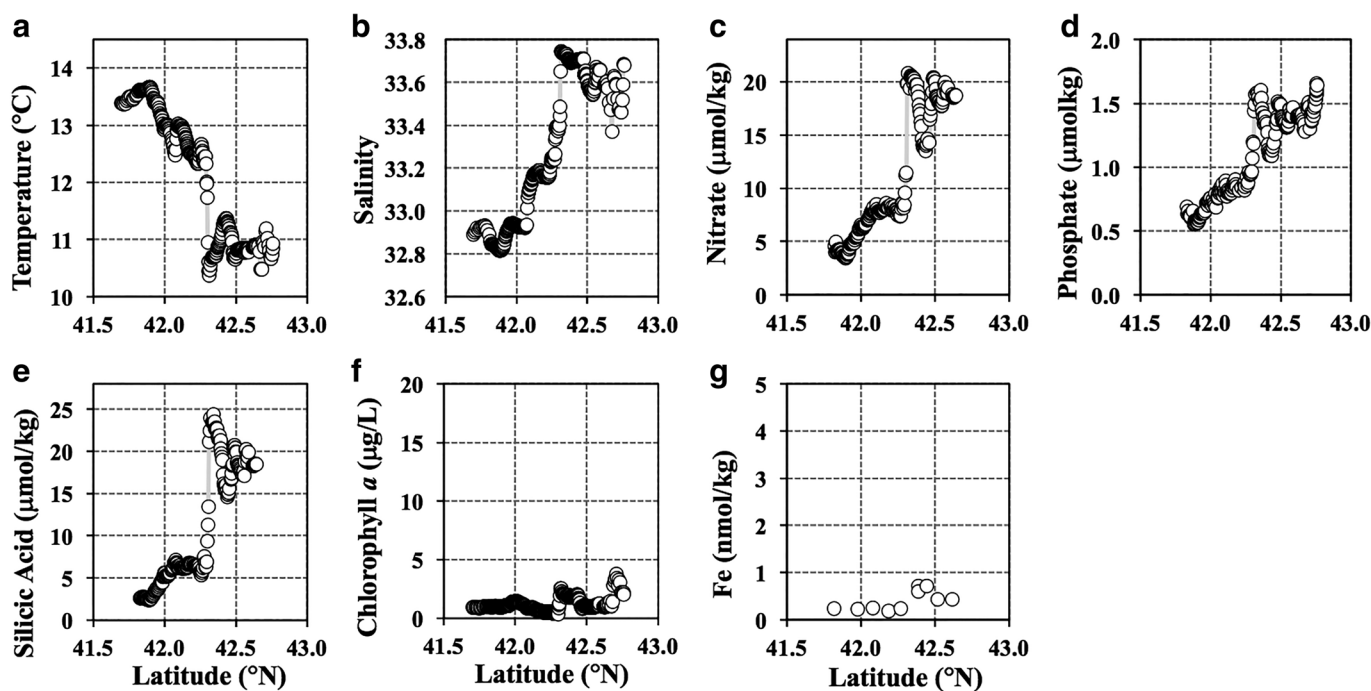 a b c d
Temperature (°C)
14
13
12
11
10
41.5 42.0 42.5 43.0
Salinity
33.8
33.6
33.4
33.2
33.0
32.8
32.6
41.5 42.0 42.5 43.0
Nitrate (μmol/kg)
20
15
10
5
0
41.5 42.0 42.5 43.0
Phosphate (μmolkg)
2.0
1.5
1.0
0.5
0.0
41.5 42.0 42.5 43.0
e f g
Silicic Acid (μmol/kg)
25
20
15
10
5
0
41.5 42.0 42.5 43.0
Latitude (°N)
Chlorophyll a (μg/L)
20
15
10
5
0
41.5 42.0 42.5 43.0
Latitude (°N)
Fe (nmol/kg)
5
4
3
2
1
0
41.5 42.0 42.5 43.0
Latitude (°N)